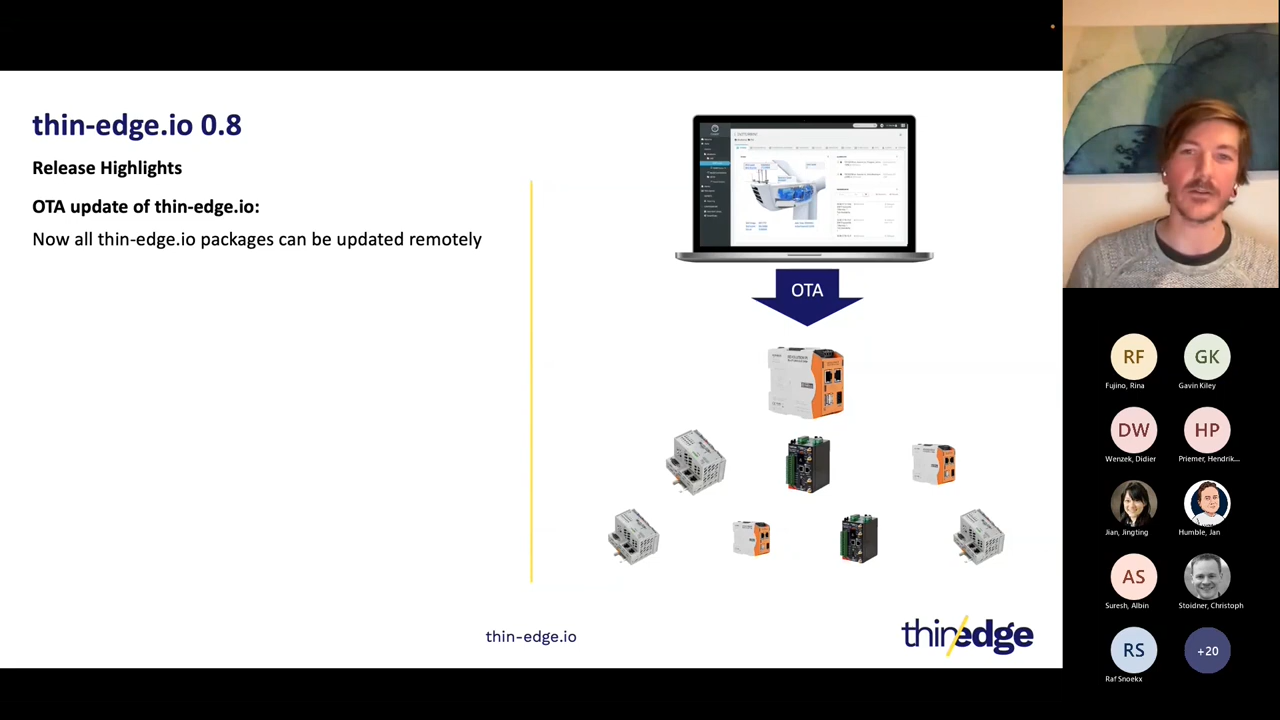 thin-edge.io 0.8
Release Highlights
OTA update of thin-edge.io:
Now all thin-edge.io packages can be updated remotely
OTA
thin-edge.io
thin/edge
RF
Fujino, Rina
GK
Gavin Kiley
DW
Wenzek, Didier
HP
Priemer, Hendrik...
Jian, Jingting
Humble, Jan
AS
Suresh, Albin
Stoidner, Christoph
RS
Raf Snoekx
+20